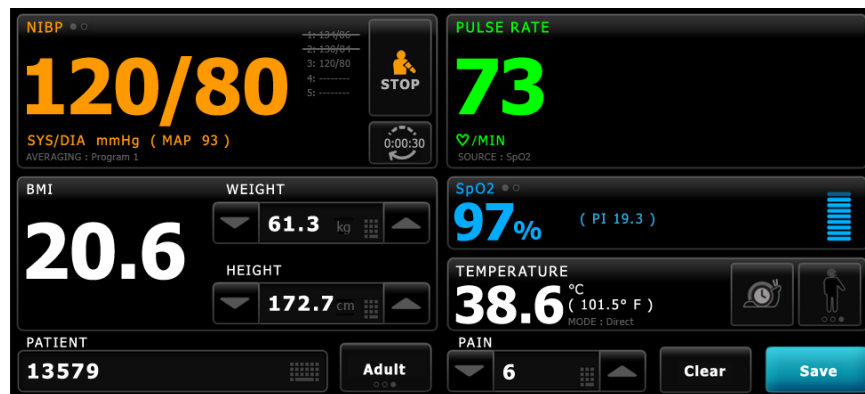 NIBP
1: 134/86
2: 130/84
3: 120/80
4: --------
5: --------
120/80
STOP
SYS/DIA mmHg ( MAP 93 )
AVERAGING : Program 1
0:00:30
PULSE RATE
73
♡/MIN
SOURCE : SpO2
BMI
20.6
WEIGHT
61.3 kg
HEIGHT
172.7 cm
SpO2
97% ( PI 19.3 )
TEMPERATURE
38.6 °C
( 101.5° F )
MODE : Direct
PATIENT
13579
Adult
PAIN
6
Clear
Save